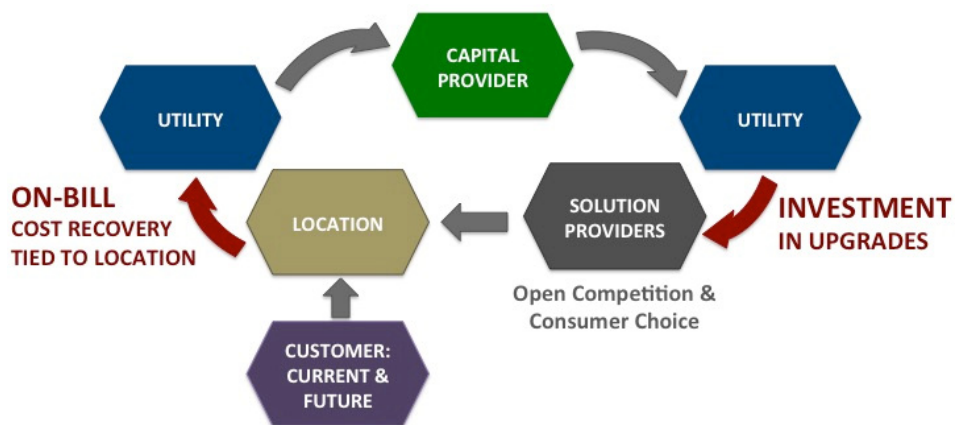 CAPITAL
PROVIDER
UTILITY
UTILITY
ON-BILL
COST RECOVERY
TIED TO LOCATION
LOCATION
SOLUTION
PROVIDERS
INVESTMENT
IN UPGRADES
Open Competition &
Consumer Choice
CUSTOMER:
CURRENT &
FUTURE